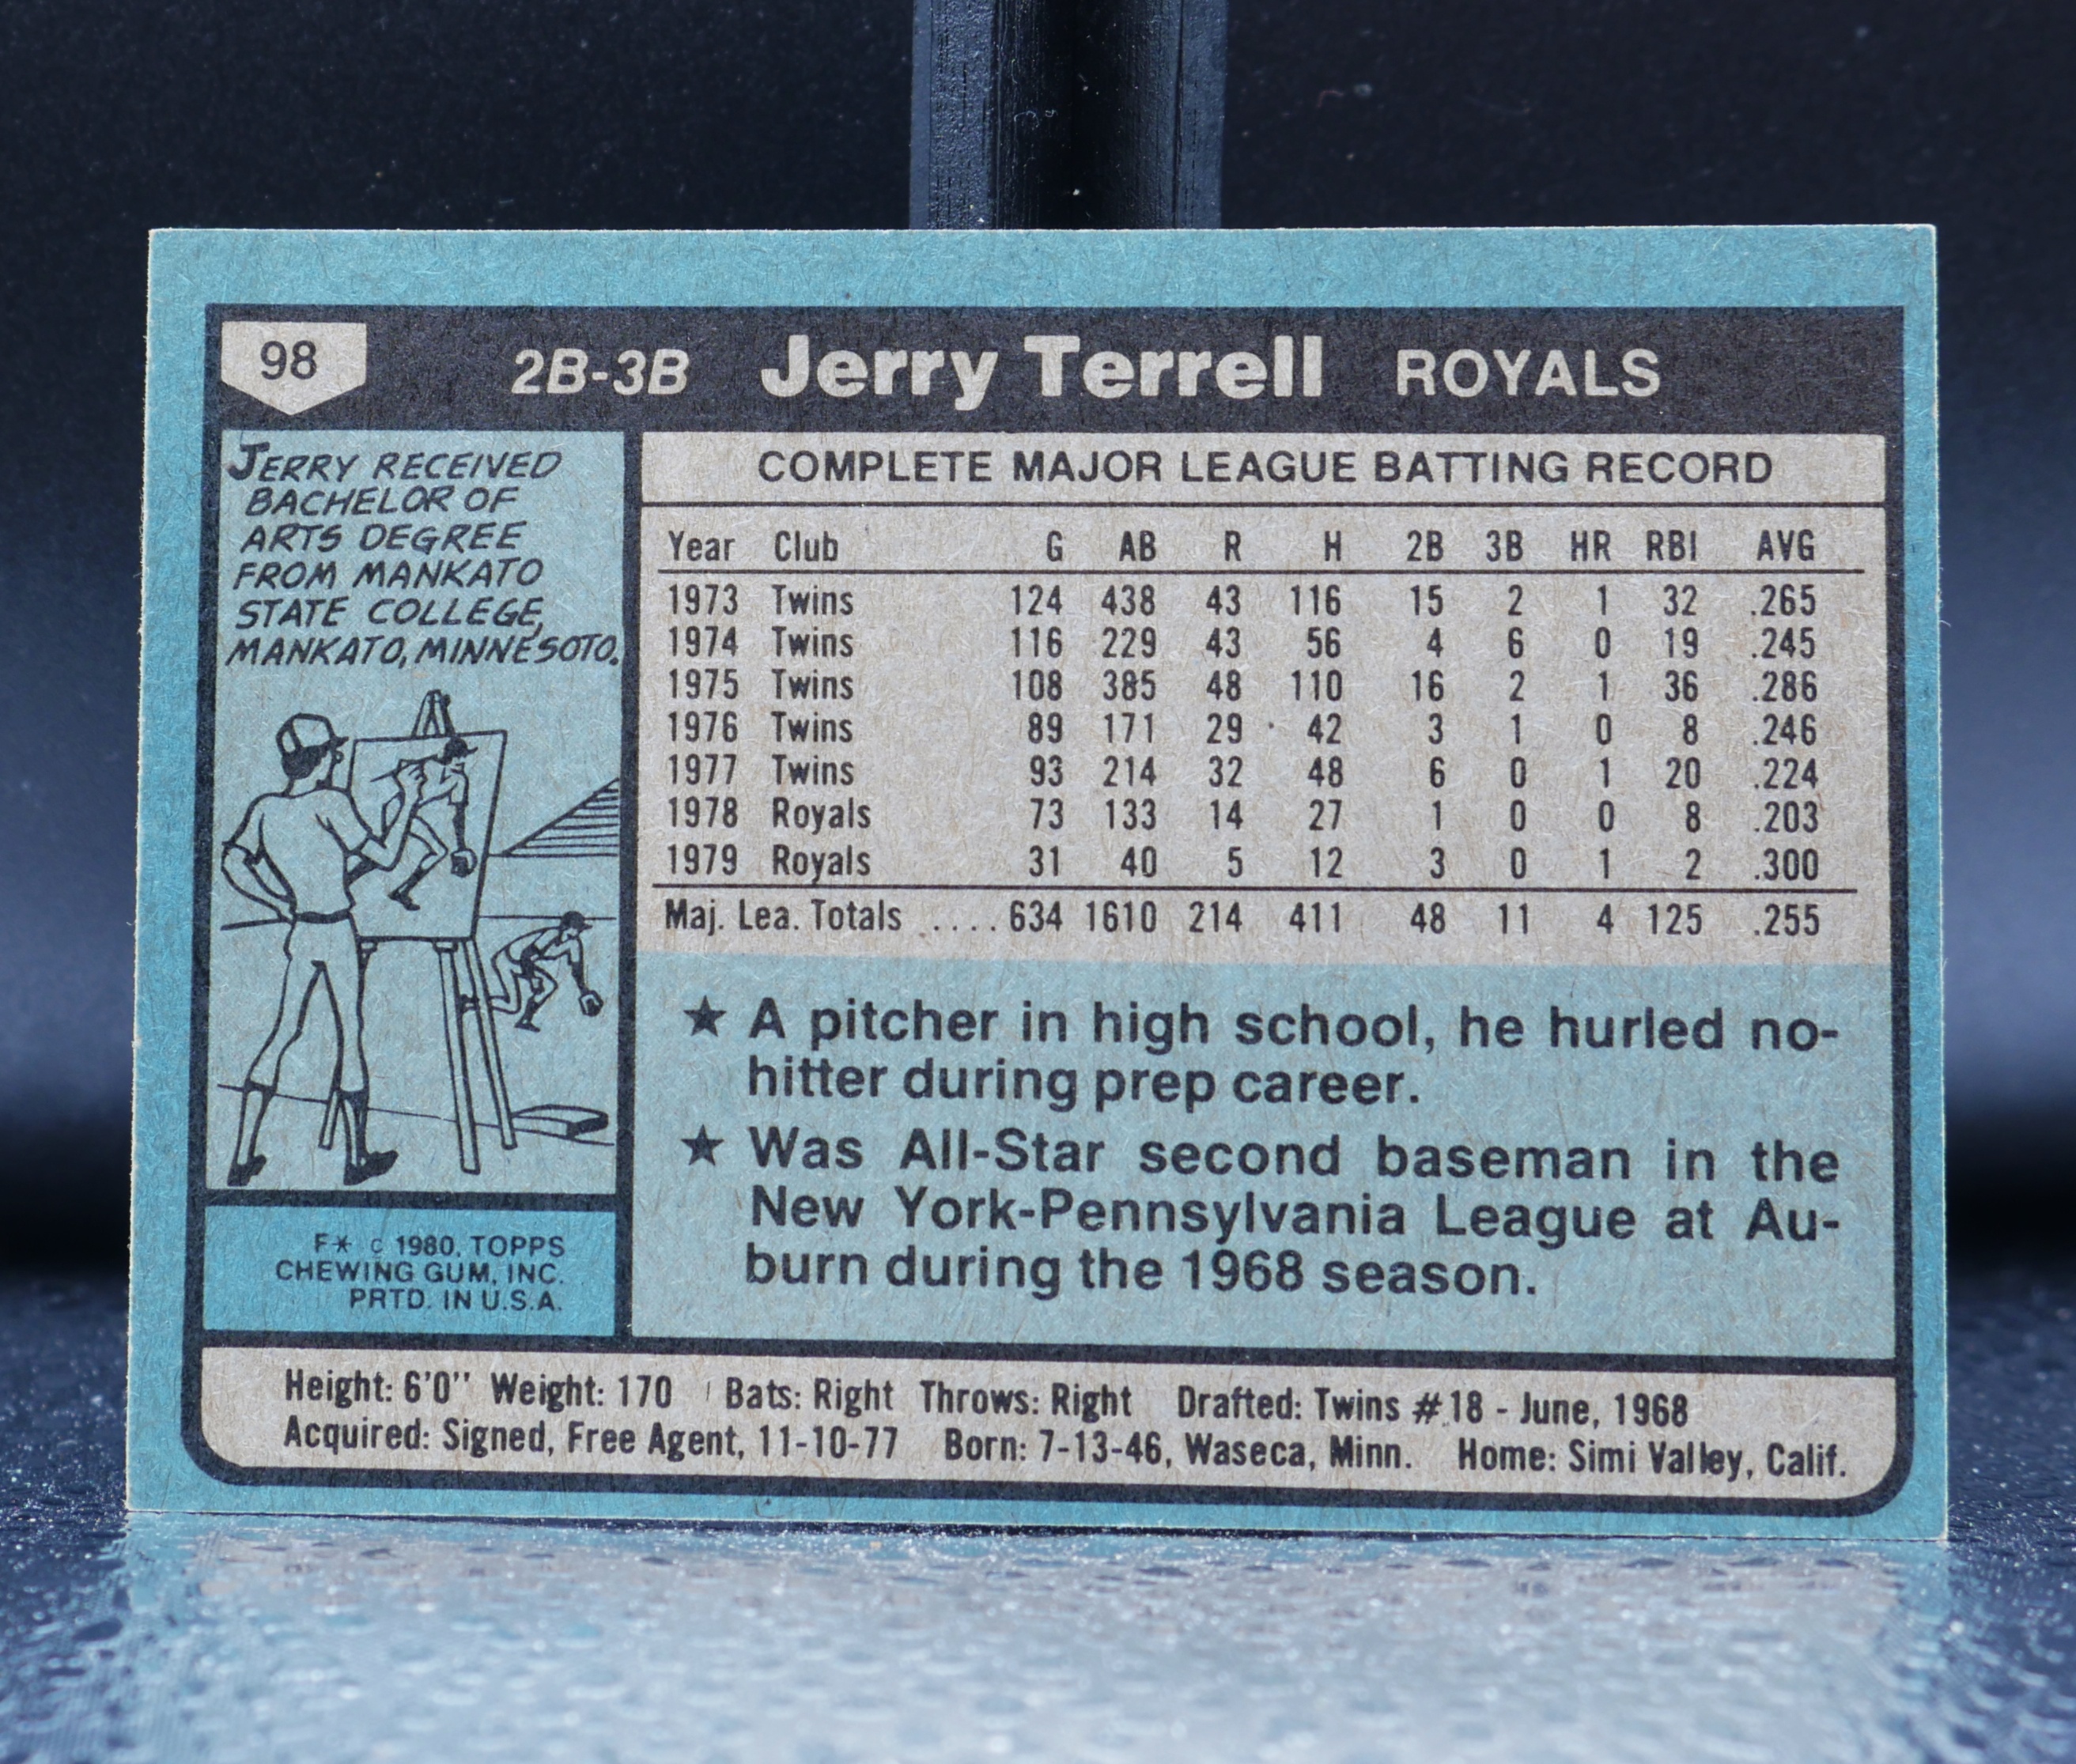 98 2B-3B Jerry Terrell ROYALS
JERRY RECEIVED
BACHELOR OF
ARTS DEGREE
FROM MANKATO
STATE COLLEGE,
MANKATO, MINNESOTO.
COMPLETE MAJOR LEAGUE BATTING RECORD
Year Club G AB R H 2B 3B HR RBI AVG
1973 Twins 124 438 43 116 15 2 1 32 .265
1974 Twins 116 229 43 56 4 6 0 19 .245
1975 Twins 108 385 48 110 16 2 1 36 .286
1976 Twins 89 171 29 42 3 1 0 8 .246
1977 Twins 93 214 32 48 6 0 1 20 .224
1978 Royals 73 133 14 27 1 0 0 8 .203
1979 Royals 31 40 5 12 3 0 1 2 .300
Maj. Lea. Totals .... 634 1610 214 411 48 11 4 125 .255
★ A pitcher in high school, he hurled no-
hitter during prep career.
★ Was All-Star second baseman in the
New York-Pennsylvania League at Au-
burn during the 1968 season.
F* c 1980. TOPPS
CHEWING GUM, INC.
PRTD. IN U.S.A.
Height: 6'0" Weight: 170 Bats: Right Throws: Right Drafted: Twins #18 - June, 1968
Acquired: Signed, Free Agent, 11-10-77 Born: 7-13-46, Waseca, Minn. Home: Simi Valley, Calif.